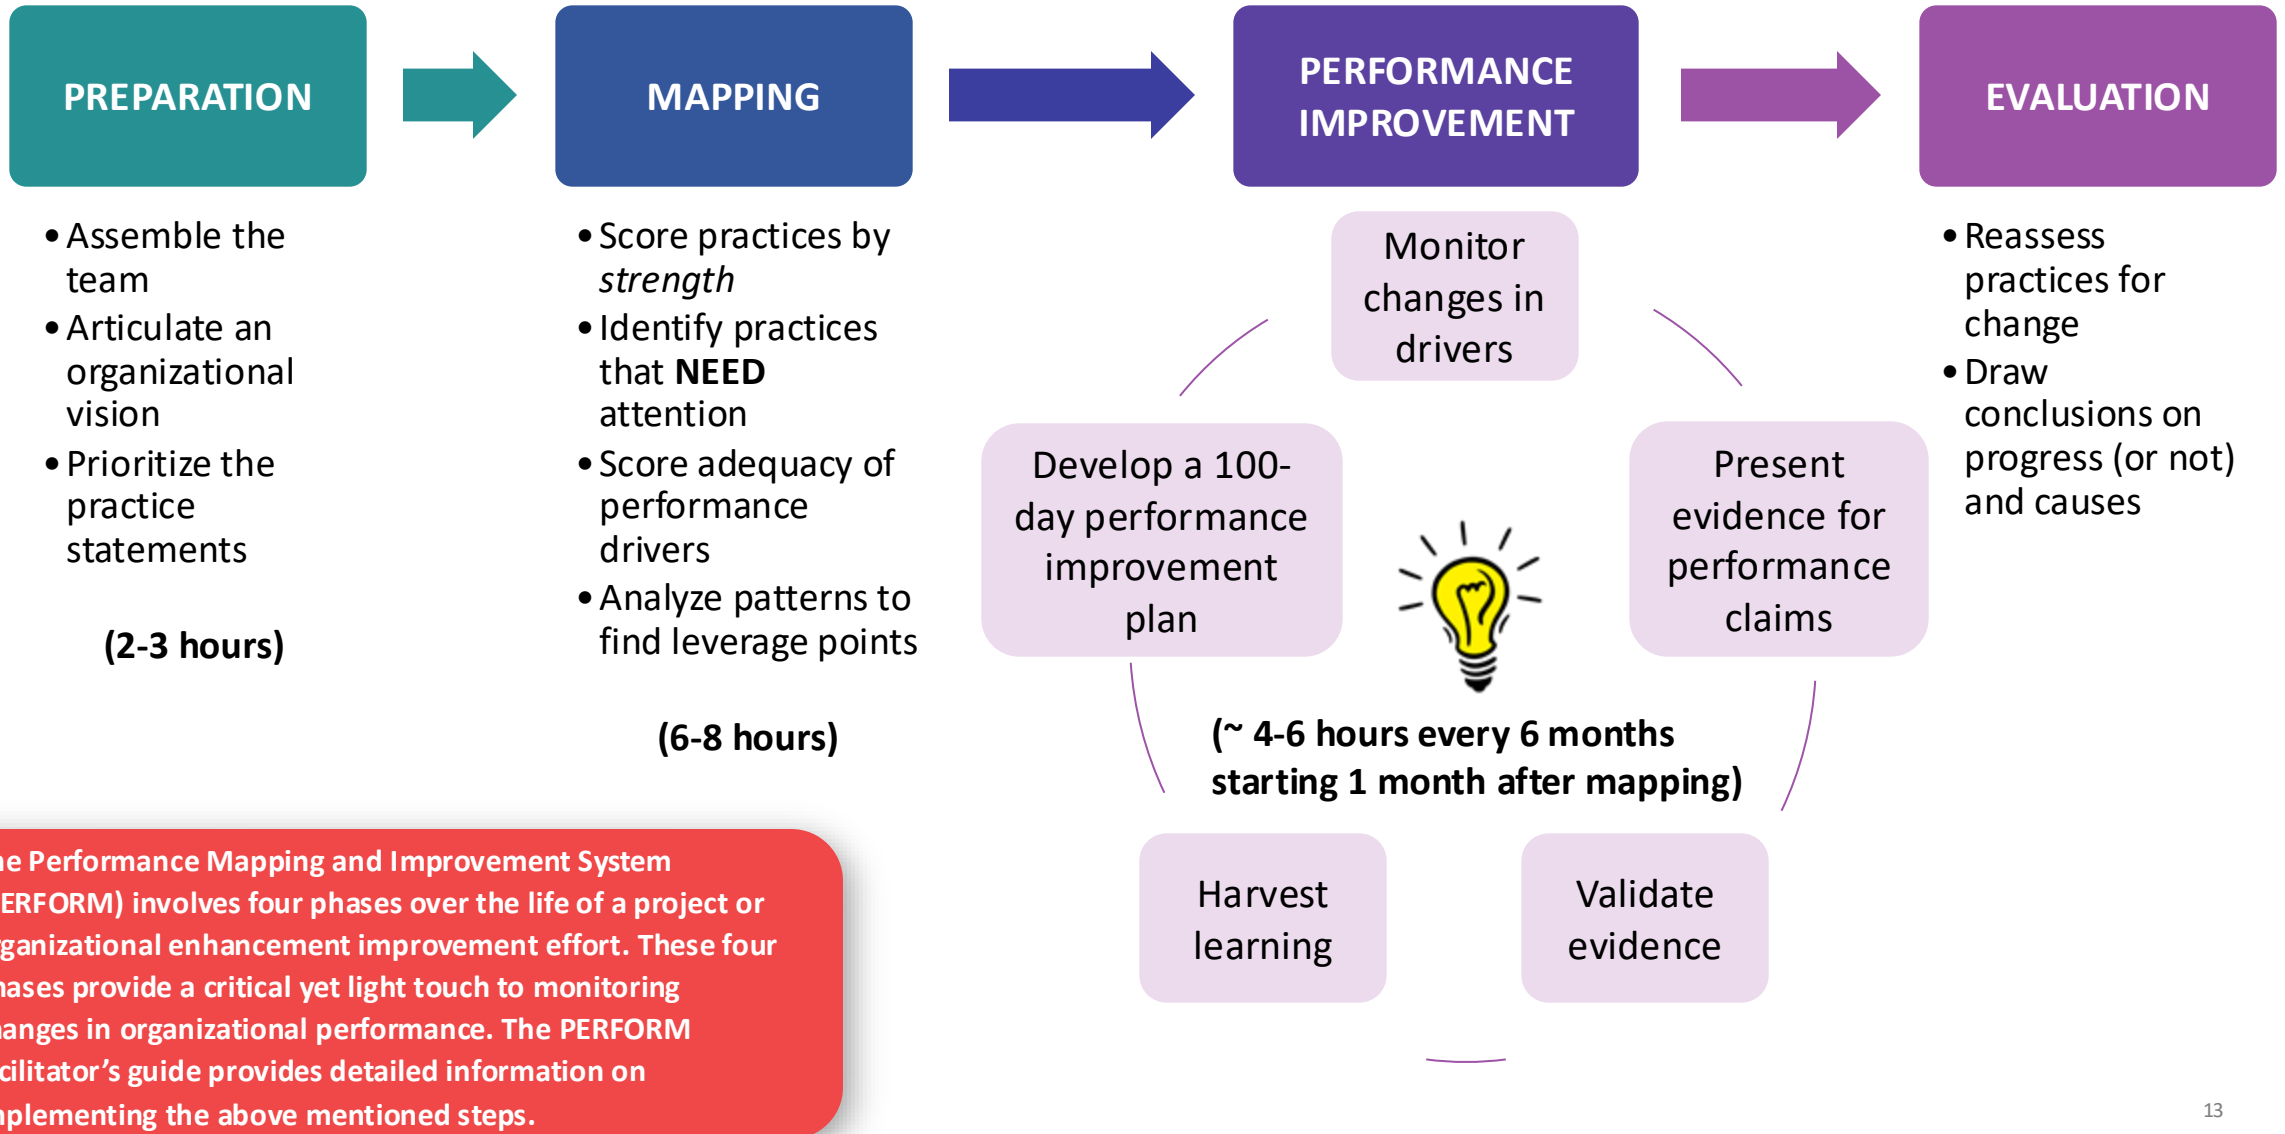 PREPARATION
• Assemble the
team
• Articulate an
organizational
vision
• Prioritize the
practice
statements
(2-3 hours)
MAPPING
• Score practices by
strength
• Identify practices
that NEED
attention
• Score adequacy of
performance
drivers
• Analyze patterns to
find leverage points
(6-8 hours)
PERFORMANCE
IMPROVEMENT
Monitor
changes in
drivers
Present
evidence for
performance
claims
Validate
evidence
Harvest
learning
Develop a 100-
day performance
improvement
plan
(~ 4-6 hours every 6 months
starting 1 month after mapping)
EVALUATION
• Reassess
practices for
change
• Draw
conclusions on
progress (or not)
and causes
Performance Mapping and Improvement System
involves four phases over the life of a project or
enhancement improvement effort. These four
provide a critical yet light touch to monitoring
in organizational performance. The PERFORM
guide provides detailed information on
the above mentioned steps.
13